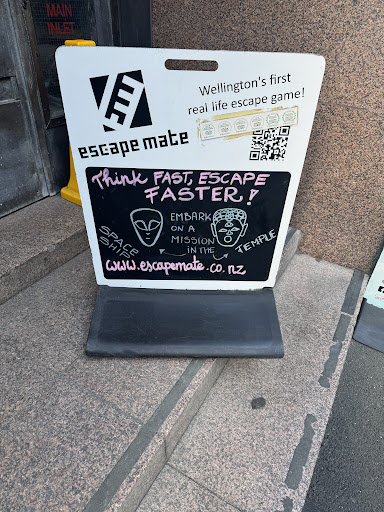 MAIN
INLET
escape mate
Wellington's first
real life escape game!
Think FAST, ESCAPE
FASTER!
EMBARK
ON A
MISSION
IN THE
SPACE
SHIP
TEMPLE
www.escapemate.co.nz